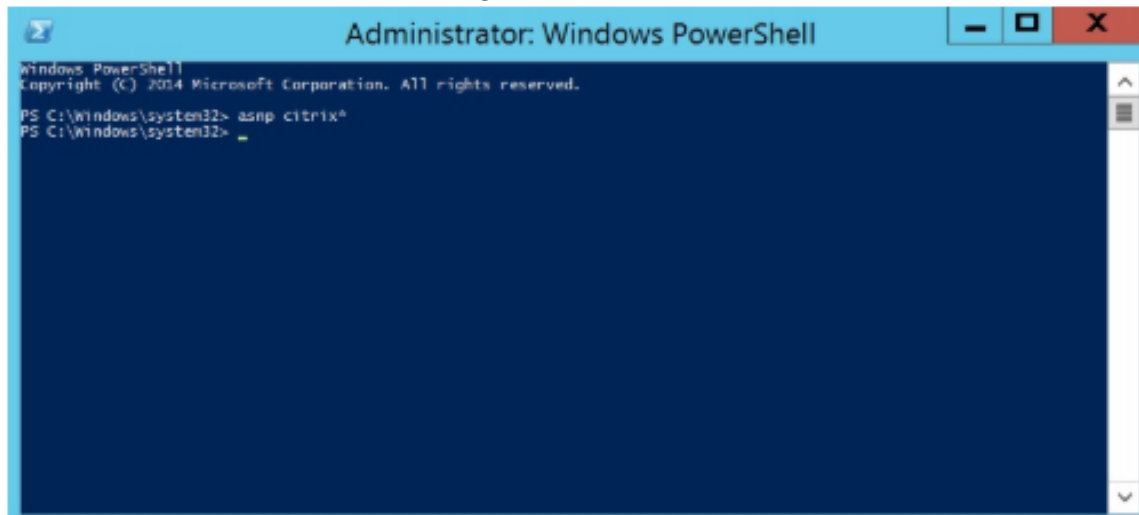 Administrator: Windows PowerShell
Windows PowerShell
Copyright (C) 2014 Microsoft Corporation. All rights reserved.
PS C:\Windows\system32> asnp citrix*
PS C:\Windows\system32> _